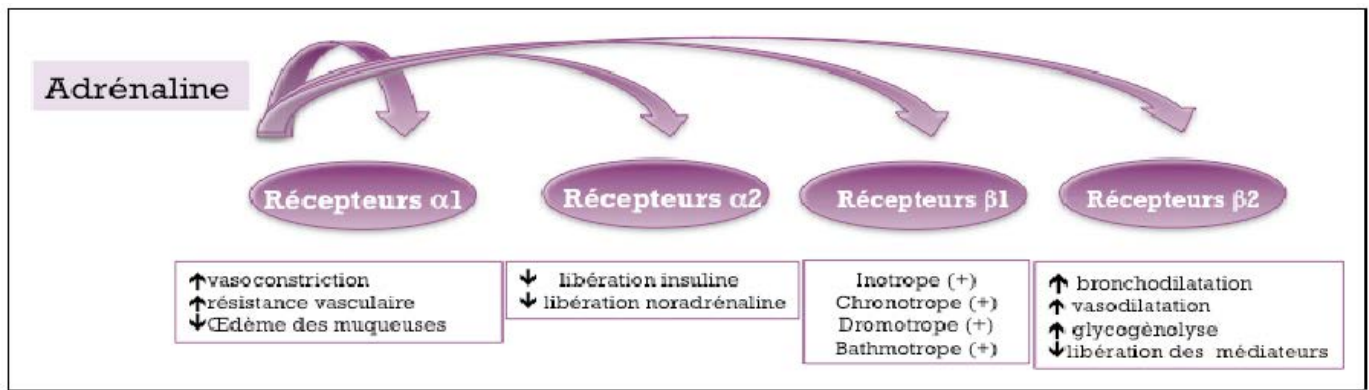 Adrénaline
Récepteurs α1
Récepteurs α2
Récepteurs β1
Récepteurs β2
↑vasoconstriction
↑résistance vasculaire
↓Œdème des muqueuses
↓ libération insuline
↓ libération noradrénaline
Inotrope (+)
Chronotrope (+)
Dromotrope (+)
Bathmotrope (+)
↑ bronchodilatation
↑ vasodilatation
↑ glycogènolyse
↓libération des médiateurs